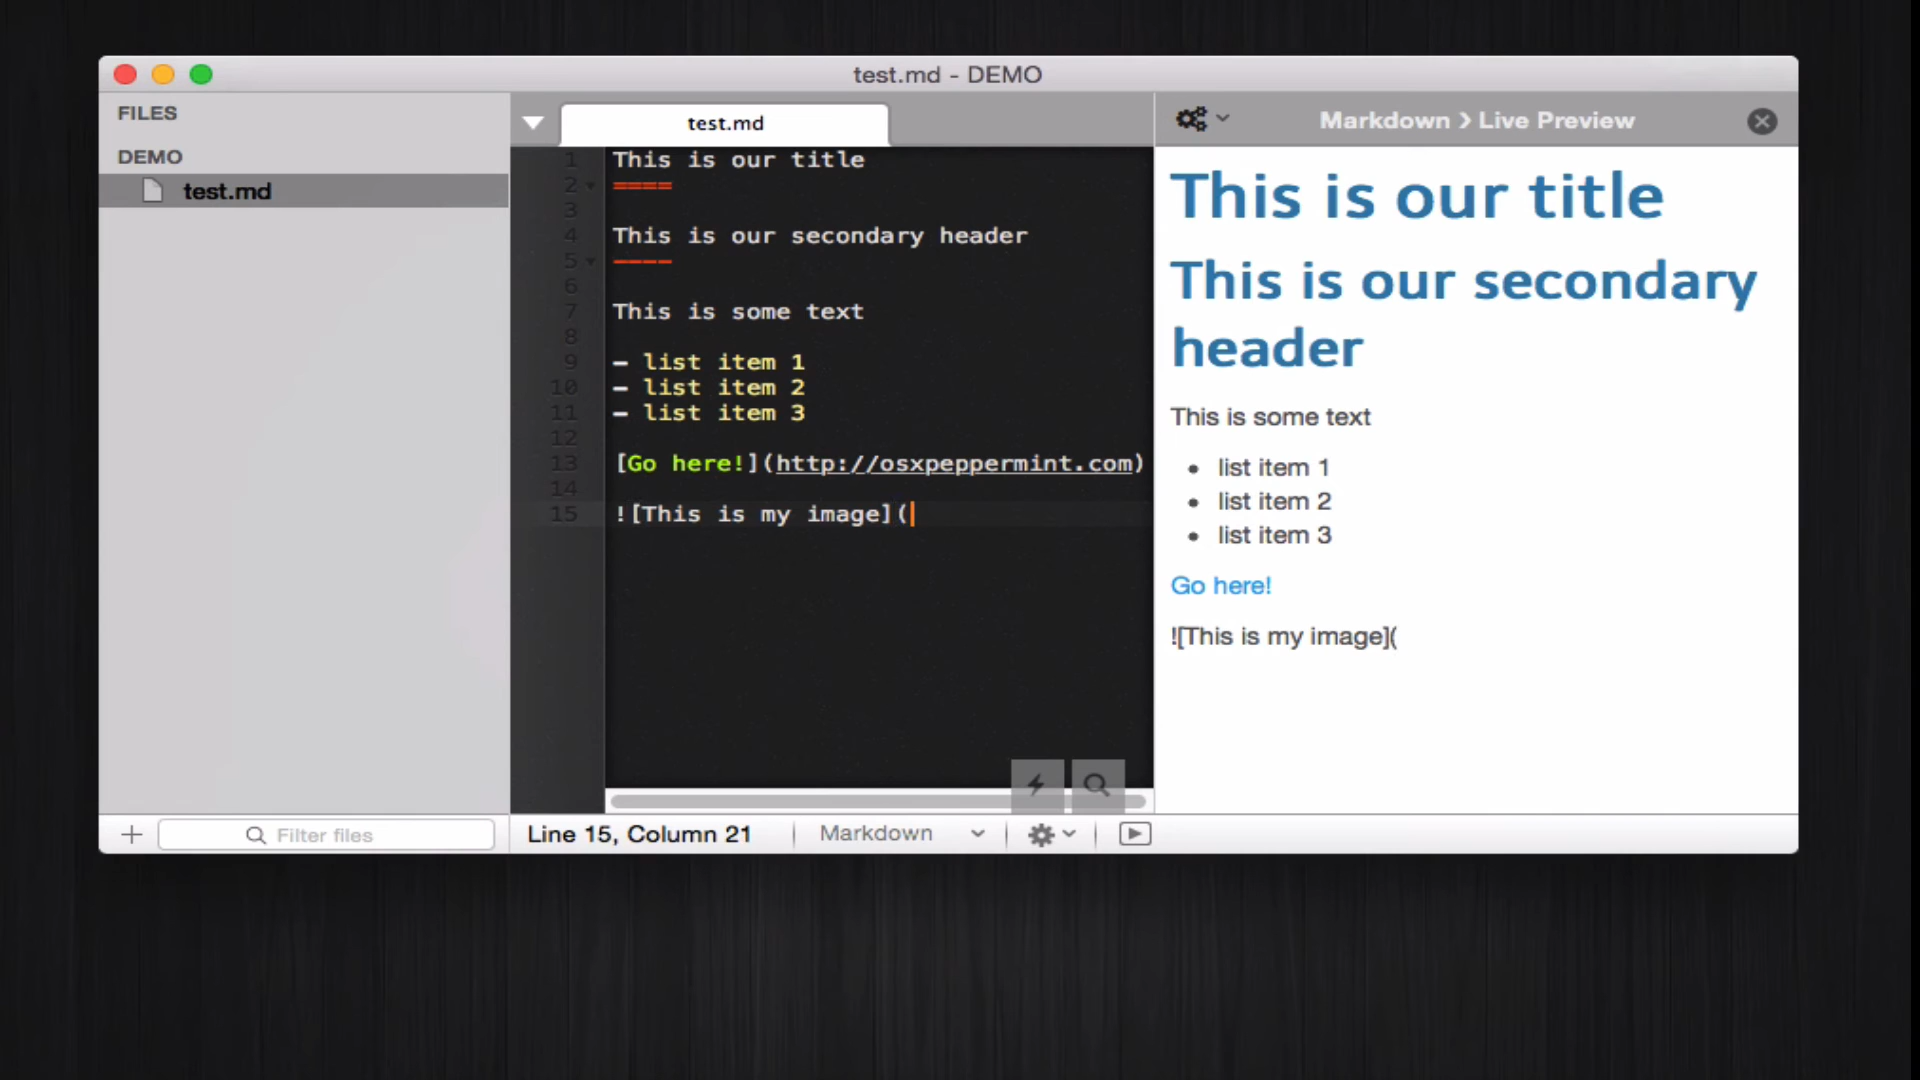 test.md - DEMO
FILES
DEMO
test.md
Filter files
test.md
1 This is our title
2 ====
3
4 This is our secondary header
5 ----
6
7 This is some text
8
9 - list item 1
10 - list item 2
11 - list item 3
12
13 [Go here!](http://osxpeppermint.com)
14
15 ![This is my image](
Line 15, Column 21
Markdown
Markdown › Live Preview
This is our title
This is our secondary
header
This is some text
• list item 1
• list item 2
• list item 3
Go here!
![This is my image](